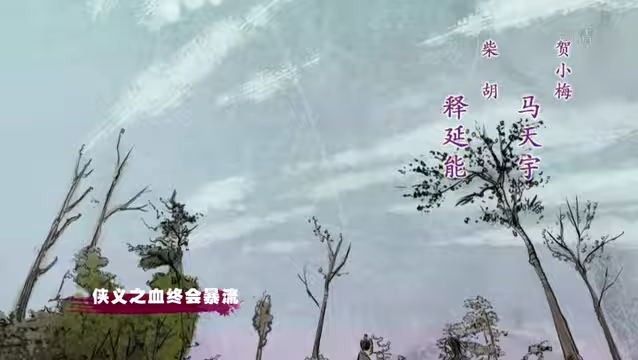 贺小梅
马天宇
柴胡
释延能
侠义之血终会暴流